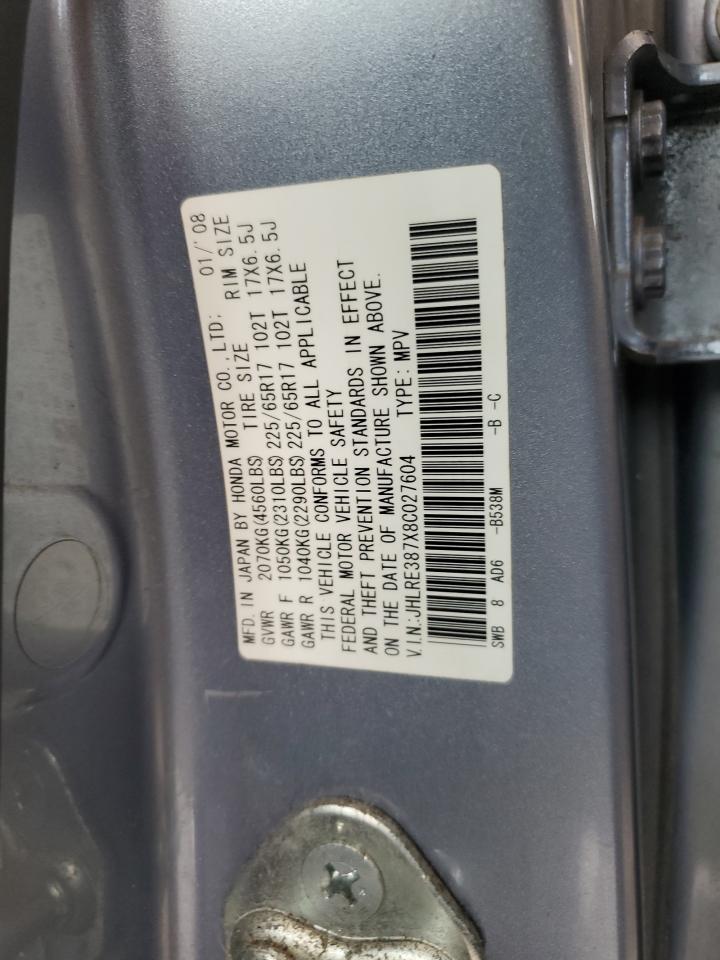 MFD. IN JAPAN BY HONDA MOTOR CO.,LTD; 01/'08
GVWR 2070KG(4560LBS) TIRE SIZE RIM SIZE
GAWR F 1050KG(2310LBS) 225/65R17 102T 17X6.5J
GAWR R 1040KG(2290LBS) 225/65R17 102T 17X6.5J
THIS VEHICLE CONFORMS TO ALL APPLICABLE
FEDERAL MOTOR VEHICLE SAFETY
AND THEFT PREVENTION STANDARDS IN EFFECT
ON THE DATE OF MANUFACTURE SHOWN ABOVE.
V.I.N.:JHLRE387X8C027604 TYPE: MPV
SWB 8 AD6 -B538M -B -C